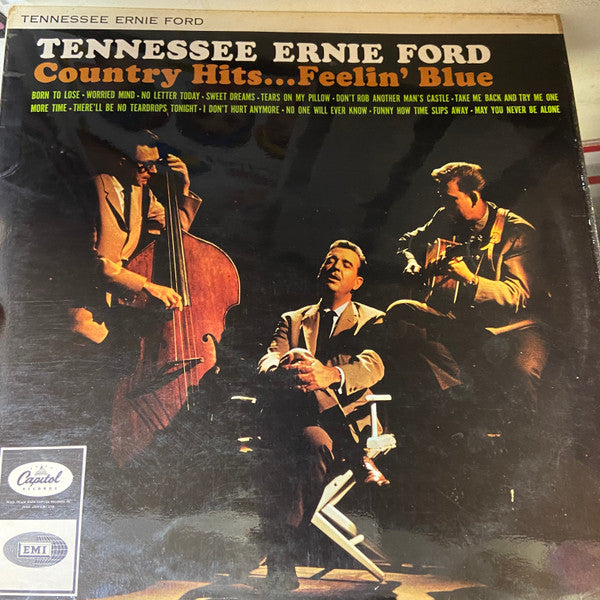 TENNESSEE ERNIE FORD
TENNESSEE ERNIE FORD
Country Hits...Feelin' Blue
BORN TO LOSE • WORRIED MIND • NO LETTER TODAY • SWEET DREAMS • TEARS ON MY PILLOW • DON'T ROB ANOTHER MAN'S CASTLE • TAKE ME BACK AND TRY ME ONE
MORE TIME • THERE'LL BE NO TEARDROPS TONIGHT • I DON'T HURT ANYMORE • NO ONE WILL EVER KNOW • FUNNY HOW TIME SLIPS AWAY • MAY YOU NEVER BE ALONE
Capitol
RECORDS
EMI